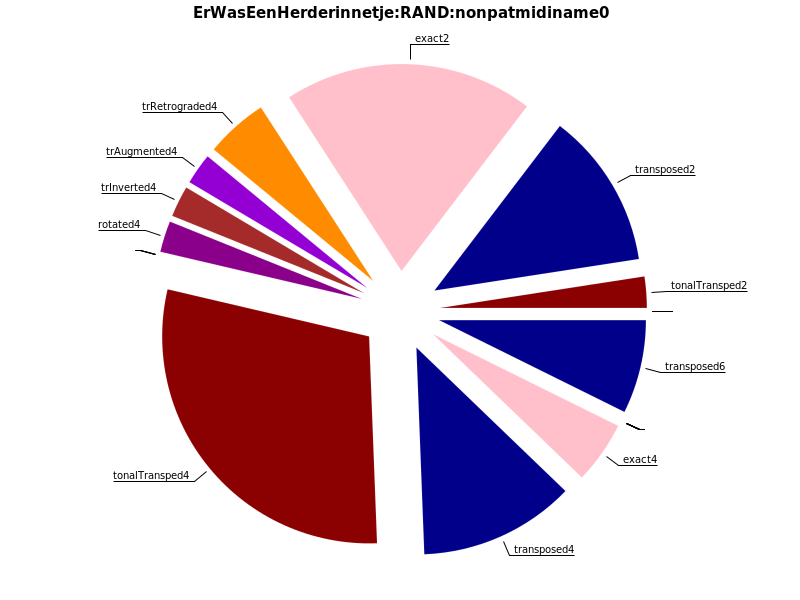 ErWasEenHerderinnetje:RAND:nonpatmidiname0
exact2
trRetrograded4
trAugmented4
transposed2
trInverted4
rotated4
tonalTransped2
transposed6
exact4
tonalTransped4
transposed4